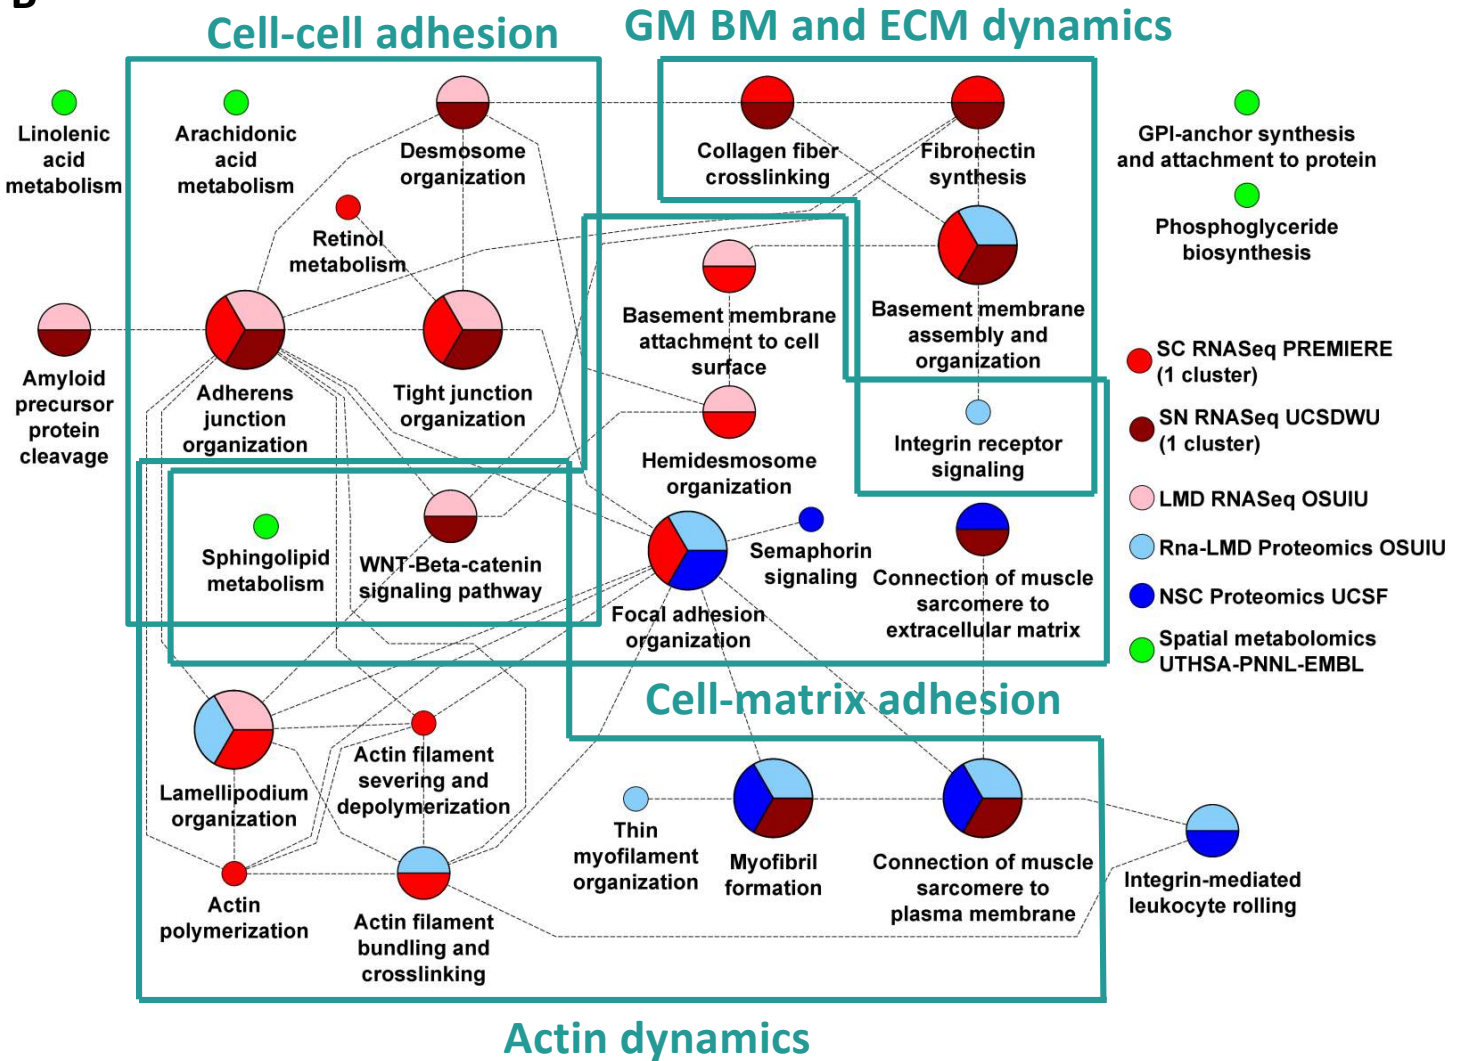 B
Cell-cell adhesion
GM BM and ECM dynamics
Linolenic
acid
metabolism
Arachidonic
acid
metabolism
Desmosome
organization
Collagen fiber
crosslinking
Fibronectin
synthesis
GPI-anchor synthesis
and attachment to protein
Retinol
metabolism
Phosphoglyceride
biosynthesis
Basement membrane
attachment to cell
surface
Basement membrane
assembly and
organization
Amyloid
precursor
protein
cleavage
Adherens
junction
organization
Tight junction
organization
SC RNASeq PREMIERE
(1 cluster)
SN RNASeq UCSDWU
(1 cluster)
LMD RNASeq OSUIU
Rna-LMD Proteomics OSUIU
NSC Proteomics UCSF
Spatial metabolomics
UTHSA-PNNL-EMBL
Hemidesmosome
organization
Integrin receptor
signaling
Sphingolipid
metabolism
WNT-Beta-catenin
signaling pathway
Semaphorin
signaling
Connection of muscle
sarcomere to
extracellular matrix
Focal adhesion
organization
Cell-matrix adhesion
Lamellipodium
organization
Actin filament
severing and
depolymerization
Thin
myofilament
organization
Myofibril
formation
Connection of muscle
sarcomere to
plasma membrane
Integrin-mediated
leukocyte rolling
Actin
polymerization
Actin filament
bundling and
crosslinking
Actin dynamics